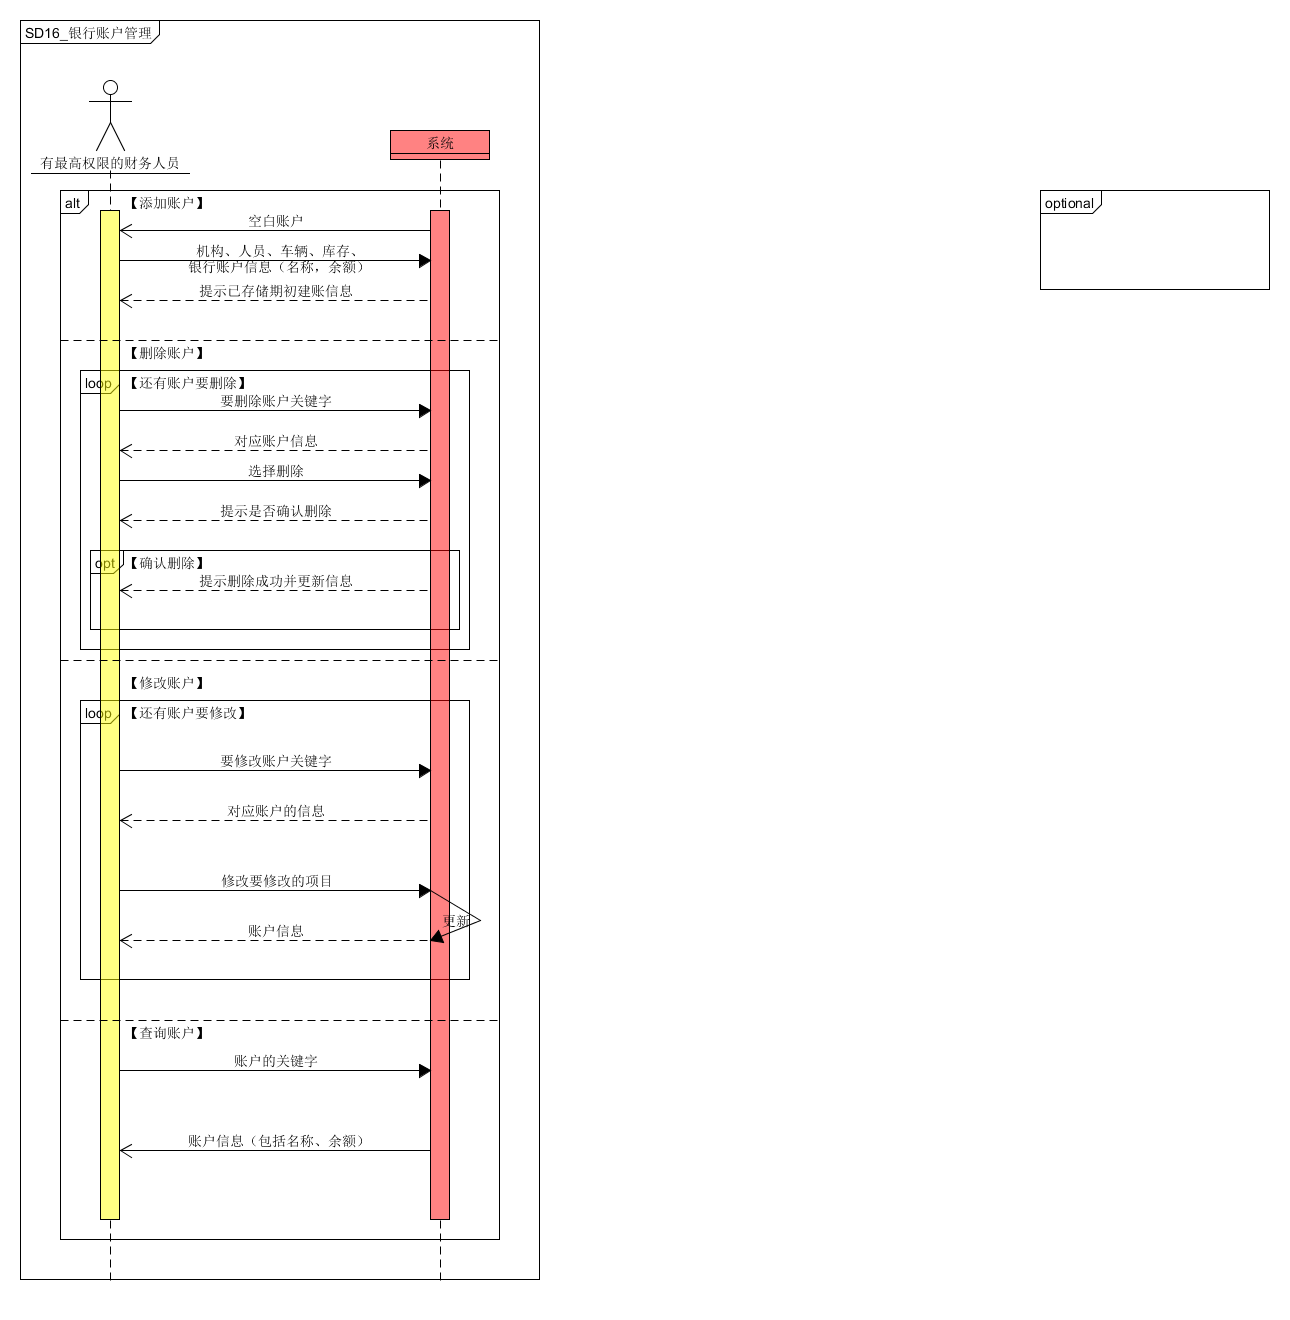 SD16_银行账户管理
有最高权限的财务人员
系统
alt
【添加账户】
optional
空白账户
机构、人员、车辆、库存、
银行账户信息（名称，余额）
提示已存储期初建账信息
【删除账户】
loop
【还有账户要删除】
要删除账户关键字
对应账户信息
选择删除
提示是否确认删除
opt
【确认删除】
提示删除成功并更新信息
【修改账户】
loop
【还有账户要修改】
要修改账户关键字
对应账户的信息
修改要修改的项目
更新
账户信息
【查询账户】
账户的关键字
账户信息（包括名称、余额）